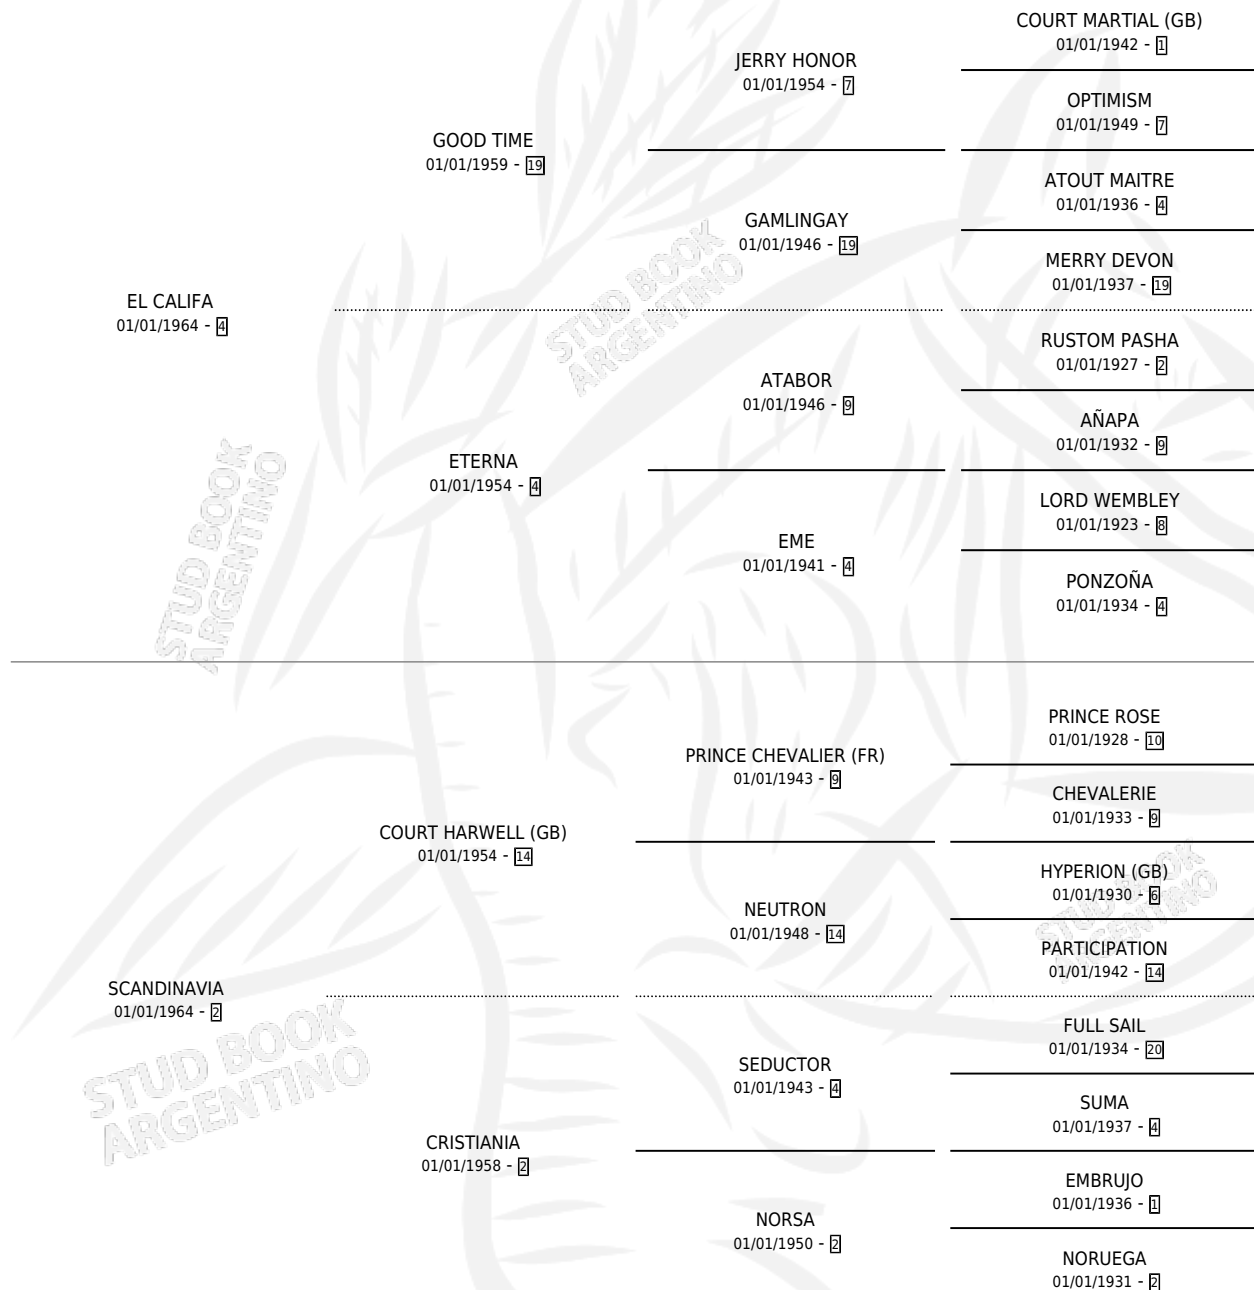 COURT MARTIAL (GB)
01/01/1942 - 1
JERRY HONOR
01/01/1954 - 7
OPTIMISM
01/01/1949 - 7
GOOD TIME
01/01/1959 - 19
ATOUT MAITRE
01/01/1936 - 4
GAMLINGAY
01/01/1946 - 19
MERRY DEVON
01/01/1937 - 19
EL CALIFA
01/01/1964 - 4
STUD BOOK
ARGENTINO
RUSTOM PASHA
01/01/1927 - 2
ATABOR
01/01/1946 - 9
AÑAPA
01/01/1932 - 9
ETERNA
01/01/1954 - 4
LORD WEMBLEY
01/01/1923 - 8
EME
01/01/1941 - 4
PONZOÑA
01/01/1934 - 4
STUD BOOK
ARGENTINO
PRINCE ROSE
01/01/1928 - 10
PRINCE CHEVALIER (FR)
01/01/1943 - 9
CHEVALERIE
01/01/1933 - 9
COURT HARWELL (GB)
01/01/1954 - 14
HYPERION (GB)
01/01/1930 - 6
NEUTRON
01/01/1948 - 14
STUD BOOK
ARGENTINO
PARTICIPATION
01/01/1942 - 14
SCANDINAVIA
01/01/1964 - 2
FULL SAIL
01/01/1934 - 20
STUD BOOK
ARGENTINO
SEDUCTOR
01/01/1943 - 4
SUMA
01/01/1937 - 4
CRISTIANIA
01/01/1958 - 2
EMBRUJO
01/01/1936 - 1
NORSA
01/01/1950 - 2
NORUEGA
01/01/1931 - 2